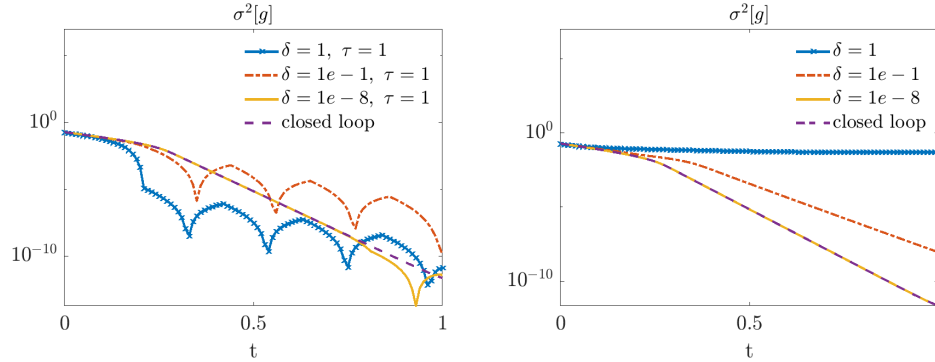 σ²[g]
10⁰
10⁻¹⁰
δ = 1, τ = 1
δ = 1e − 1, τ = 1
δ = 1e − 8, τ = 1
closed loop
0
0.5
1
t
σ²[g]
10⁰
10⁻¹⁰
δ = 1
δ = 1e − 1
δ = 1e − 8
closed loop
0
0.5
t